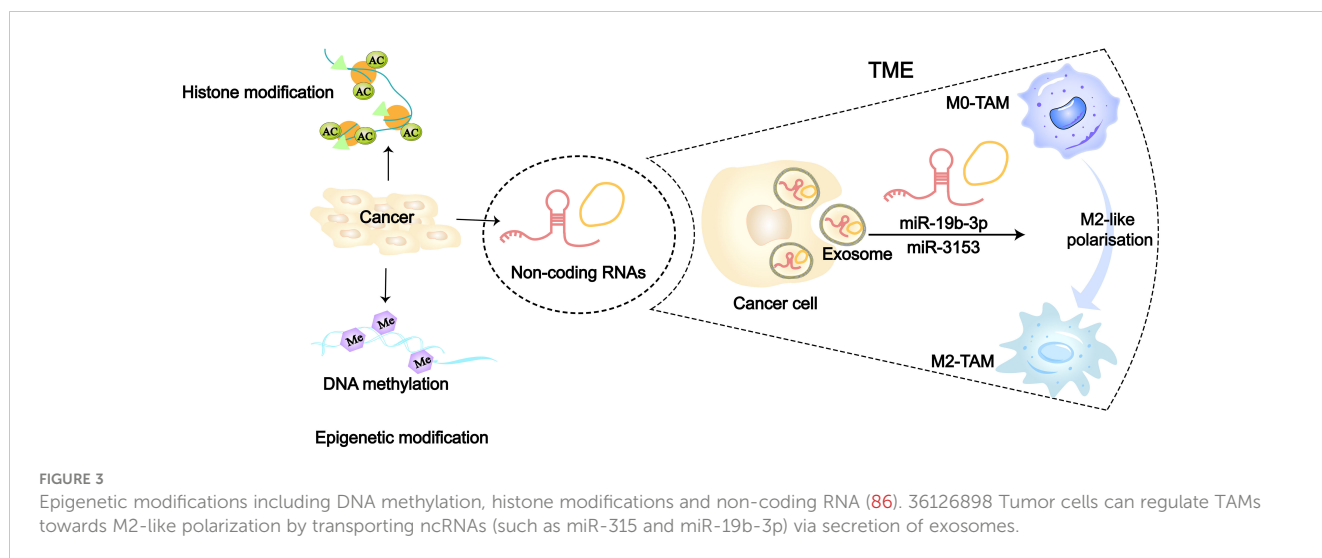 TME
AC
Histone modification
AC
M0-TAM
AC
AC
AC
Cancer
miR-19b-3p
M2-like
polarisation
miR-3153
Exosome
Non-coding RNAs
Cancer cell
Me
Me
Me
M2-TAM
DNA methylation
Epigenetic modification
FIGURE 3
Epigenetic modifications including DNA methylation, histone modifications and non-coding RNA (86). 36126898 Tumor cells can regulate TAMs
towards M2-like polarization by transporting ncRNAs (such as miR-315 and miR-19b-3p) via secretion of exosomes.